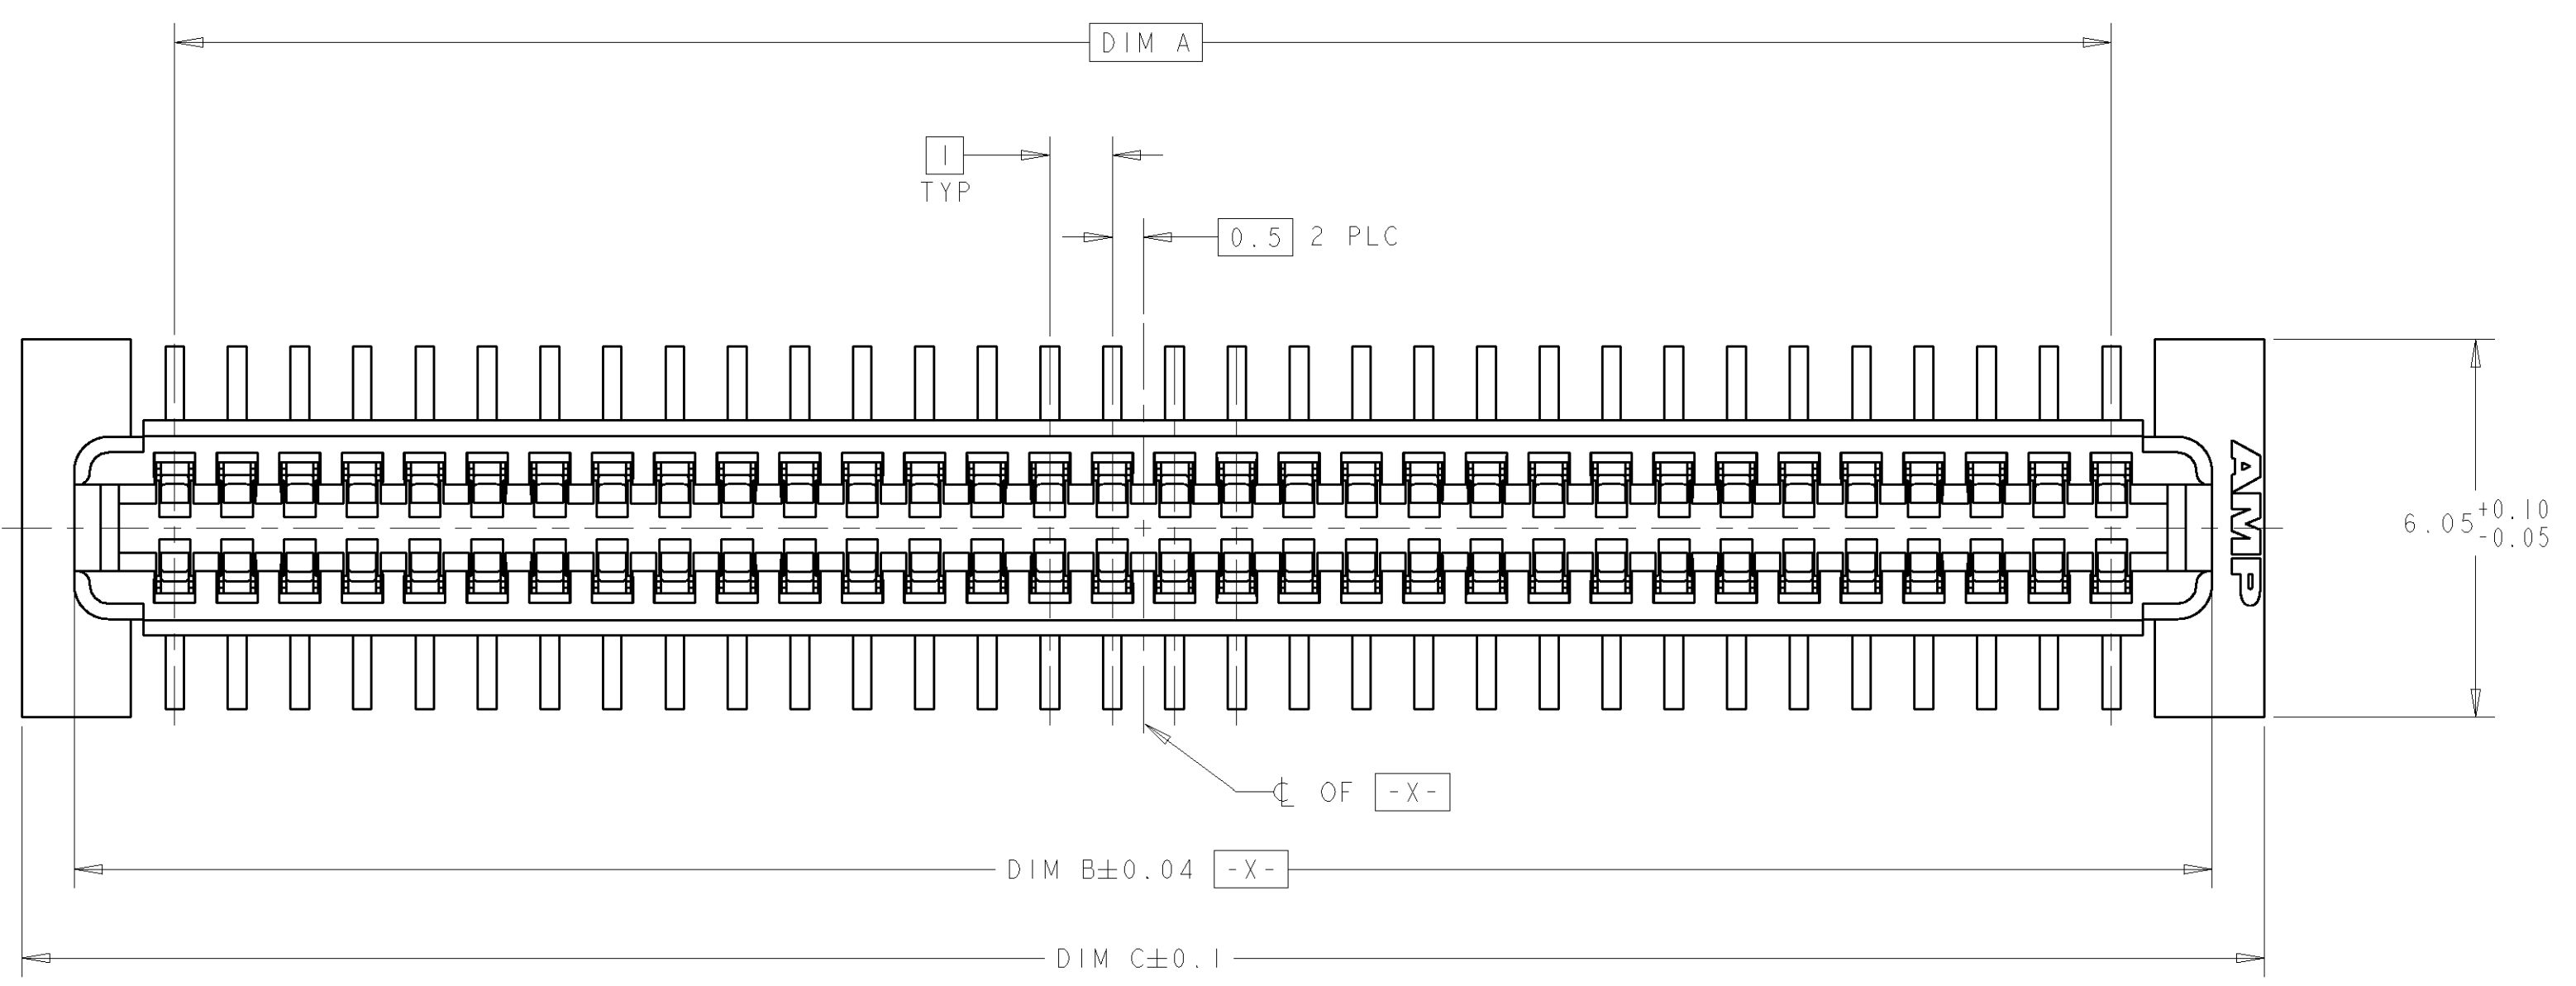 DIM A
1
TYP
0.5 2 PLC
AMP
6.05 +0.10
-0.05
℄ OF -X-
DIM B±0.04 -X-
DIM C±0.1